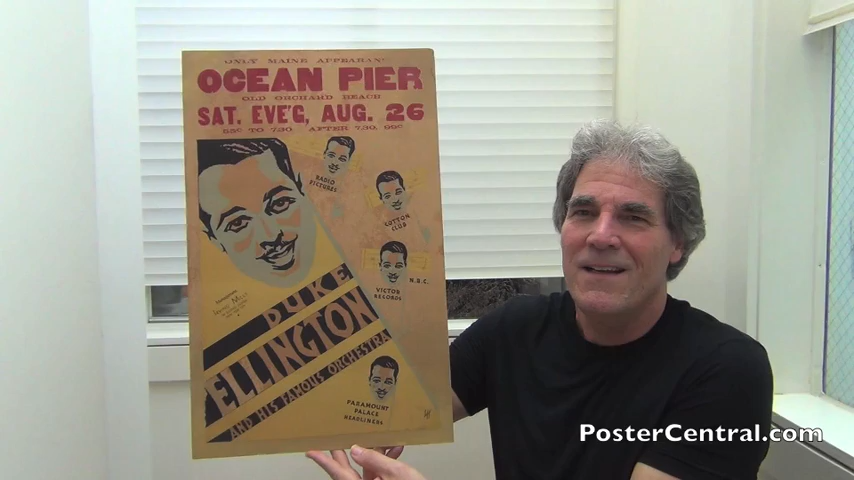 ONLY MAINE APPEARAN
OCEAN PIER
OLD ORCHARD BEACH
SAT. EVE'G, AUG. 26
55¢ TO 7.30 AFTER 7.30, 99¢
RADIO
PICTURES
COTTON
CLUB
N.B.C.
VICTOR
RECORDS
DUKE
ELLINGTON
AND HIS FAMOUS ORCHESTRA
PARAMOUNT
PALACE
HEADLINERS
PosterCentral.com